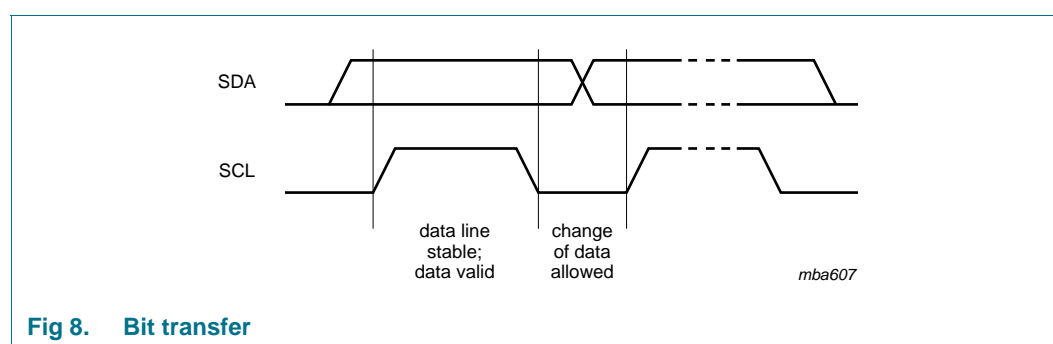 SDA
SCL
data line
stable;
data valid
change
of data
allowed
mba607
Fig 8. Bit transfer